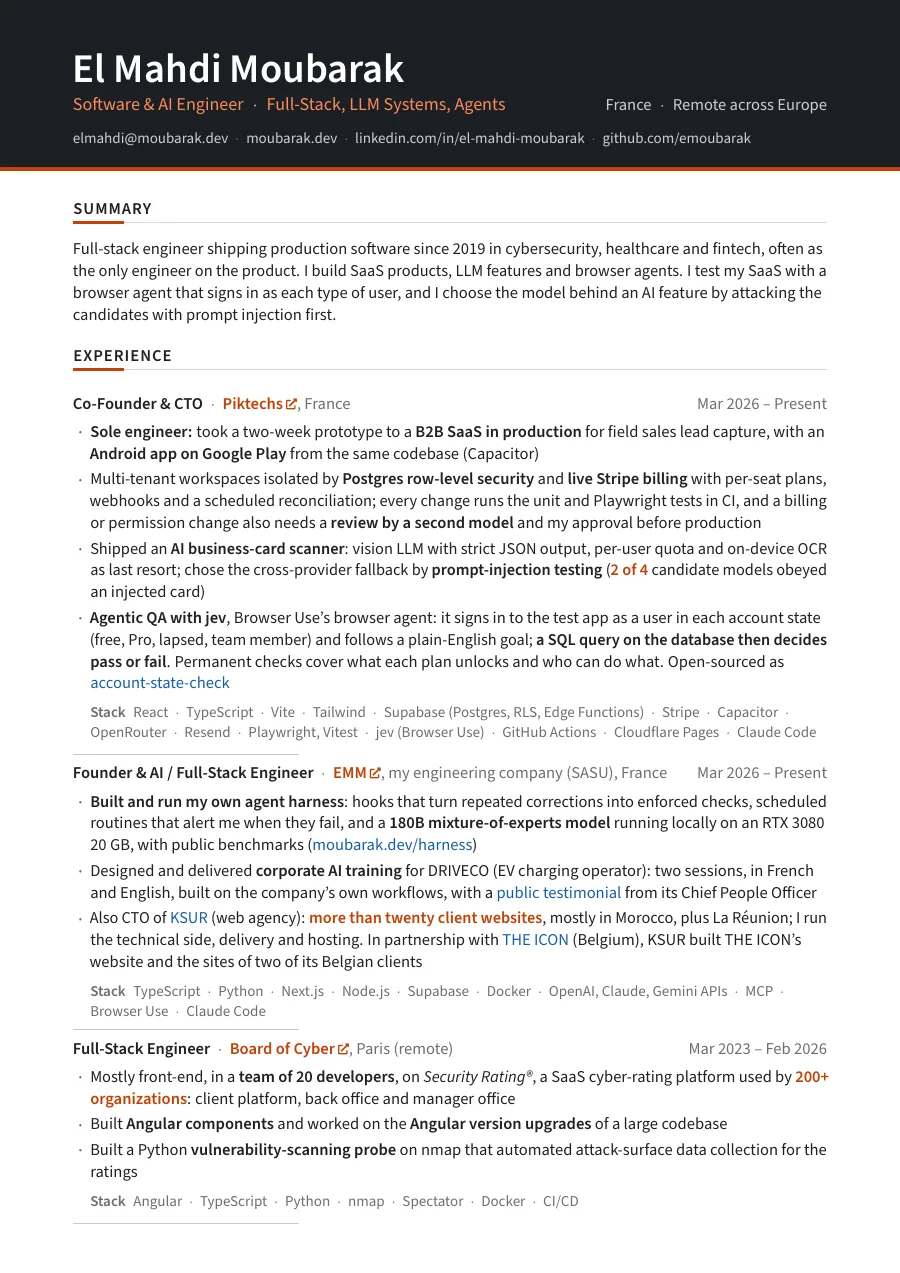 El Mahdi Moubarak
Software & AI Engineer · Full-Stack, LLM Systems, Agents
France · Remote across Europe
elmahdi@moubarak.dev · moubarak.dev · linkedin.com/in/el-mahdi-moubarak · github.com/emoubarak
SUMMARY
Full-stack engineer shipping production software since 2019 in cybersecurity, healthcare and fintech, often as
the only engineer on the product. I build SaaS products, LLM features and browser agents. I test my SaaS with a
browser agent that signs in as each type of user, and I choose the model behind an AI feature by attacking the
candidates with prompt injection first.
EXPERIENCE
Co-Founder & CTO · Piktechs, France Mar 2026 – Present
· Sole engineer: took a two-week prototype to a B2B SaaS in production for field sales lead capture, with an
Android app on Google Play from the same codebase (Capacitor)
· Multi-tenant workspaces isolated by Postgres row-level security and live Stripe billing with per-seat plans,
webhooks and a scheduled reconciliation; every change runs the unit and Playwright tests in CI, and a billing
or permission change also needs a review by a second model and my approval before production
· Shipped an AI business-card scanner: vision LLM with strict JSON output, per-user quota and on-device OCR
as last resort; chose the cross-provider fallback by prompt-injection testing (2 of 4 candidate models obeyed
an injected card)
· Agentic QA with jev, Browser Use’s browser agent: it signs in to the test app as a user in each account state
(free, Pro, lapsed, team member) and follows a plain-English goal; a SQL query on the database then decides
pass or fail. Permanent checks cover what each plan unlocks and who can do what. Open-sourced as
account-state-check
Stack React · TypeScript · Vite · Tailwind · Supabase (Postgres, RLS, Edge Functions) · Stripe · Capacitor ·
OpenRouter · Resend · Playwright, Vitest · jev (Browser Use) · GitHub Actions · Cloudflare Pages · Claude Code
Founder & AI / Full-Stack Engineer · EMM, my engineering company (SASU), France Mar 2026 – Present
· Built and run my own agent harness: hooks that turn repeated corrections into enforced checks, scheduled
routines that alert me when they fail, and a 180B mixture-of-experts model running locally on an RTX 3080
20 GB, with public benchmarks (moubarak.dev/harness)
· Designed and delivered corporate AI training for DRIVECO (EV charging operator): two sessions, in French
and English, built on the company’s own workflows, with a public testimonial from its Chief People Officer
· Also CTO of KSUR (web agency): more than twenty client websites, mostly in Morocco, plus La Réunion; I run
the technical side, delivery and hosting. In partnership with THE ICON (Belgium), KSUR built THE ICON’s
website and the sites of two of its Belgian clients
Stack TypeScript · Python · Next.js · Node.js · Supabase · Docker · OpenAI, Claude, Gemini APIs · MCP ·
Browser Use · Claude Code
Full-Stack Engineer · Board of Cyber, Paris (remote) Mar 2023 – Feb 2026
· Mostly front-end, in a team of 20 developers, on Security Rating®, a SaaS cyber-rating platform used by 200+
organizations: client platform, back office and manager office
· Built Angular components and worked on the Angular version upgrades of a large codebase
· Built a Python vulnerability-scanning probe on nmap that automated attack-surface data collection for the
ratings
Stack Angular · TypeScript · Python · nmap · Spectator · Docker · CI/CD